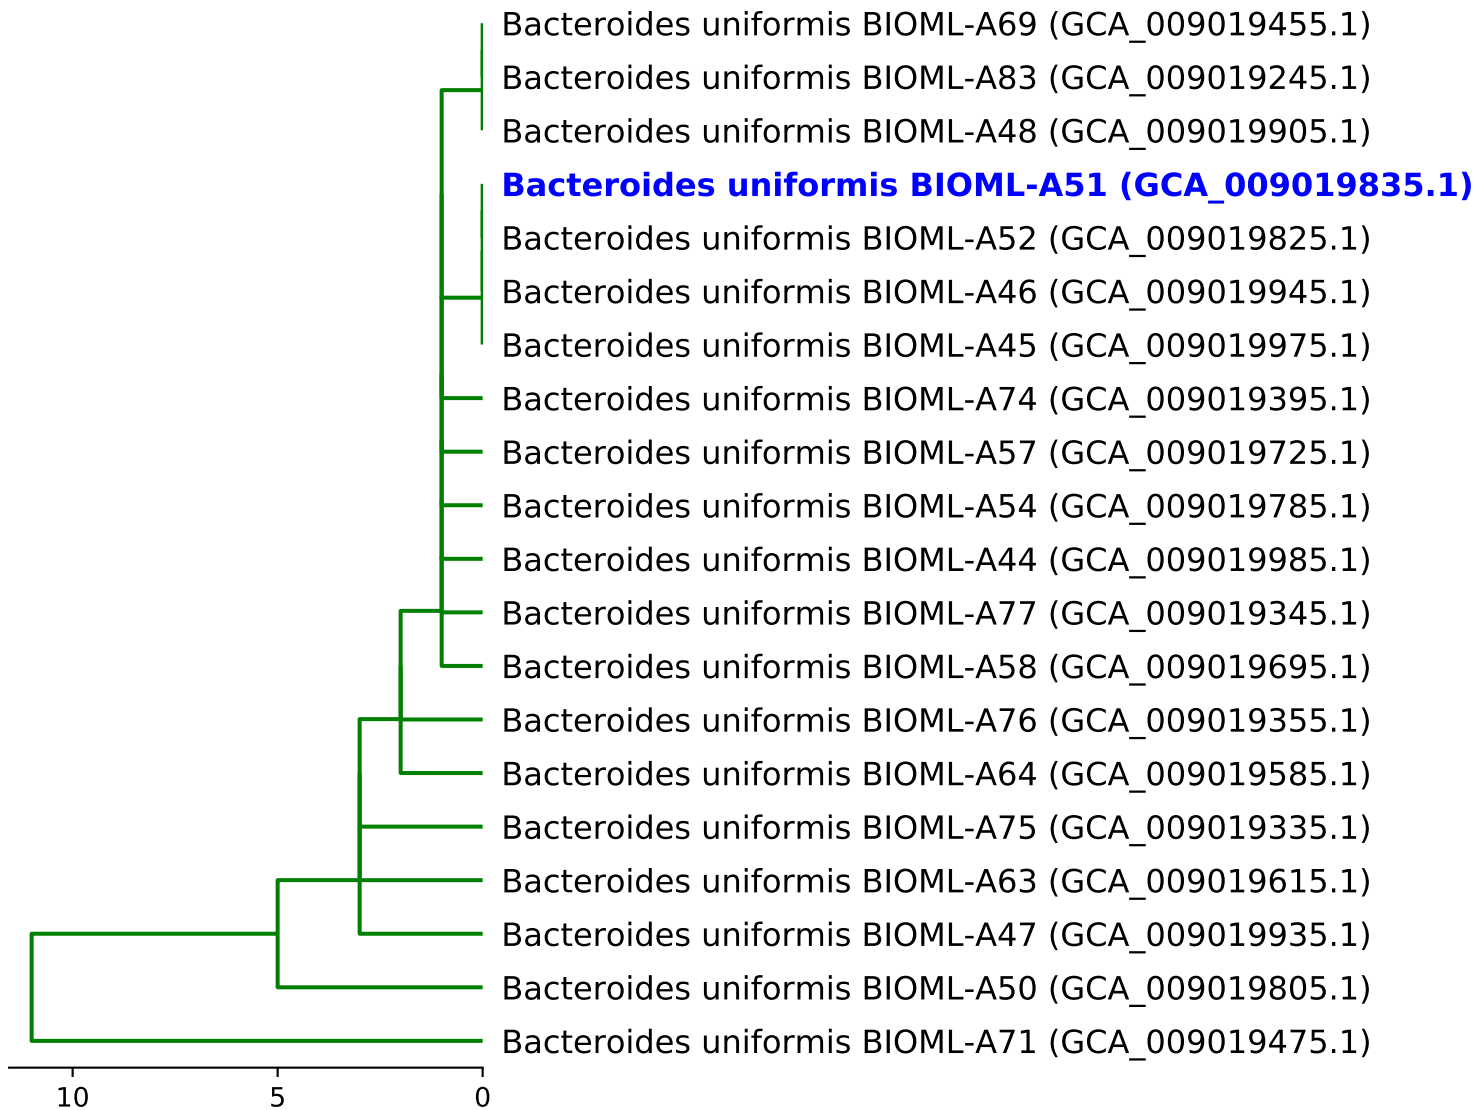 Bacteroides uniformis BIOML-A69 (GCA_009019455.1)
Bacteroides uniformis BIOML-A83 (GCA_009019245.1)
Bacteroides uniformis BIOML-A48 (GCA_009019905.1)
Bacteroides uniformis BIOML-A51 (GCA_009019835.1)
Bacteroides uniformis BIOML-A52 (GCA_009019825.1)
Bacteroides uniformis BIOML-A46 (GCA_009019945.1)
Bacteroides uniformis BIOML-A45 (GCA_009019975.1)
Bacteroides uniformis BIOML-A74 (GCA_009019395.1)
Bacteroides uniformis BIOML-A57 (GCA_009019725.1)
Bacteroides uniformis BIOML-A54 (GCA_009019785.1)
Bacteroides uniformis BIOML-A44 (GCA_009019985.1)
Bacteroides uniformis BIOML-A77 (GCA_009019345.1)
Bacteroides uniformis BIOML-A58 (GCA_009019695.1)
Bacteroides uniformis BIOML-A76 (GCA_009019355.1)
Bacteroides uniformis BIOML-A64 (GCA_009019585.1)
Bacteroides uniformis BIOML-A75 (GCA_009019335.1)
Bacteroides uniformis BIOML-A63 (GCA_009019615.1)
Bacteroides uniformis BIOML-A47 (GCA_009019935.1)
Bacteroides uniformis BIOML-A50 (GCA_009019805.1)
Bacteroides uniformis BIOML-A71 (GCA_009019475.1)
10 5 0